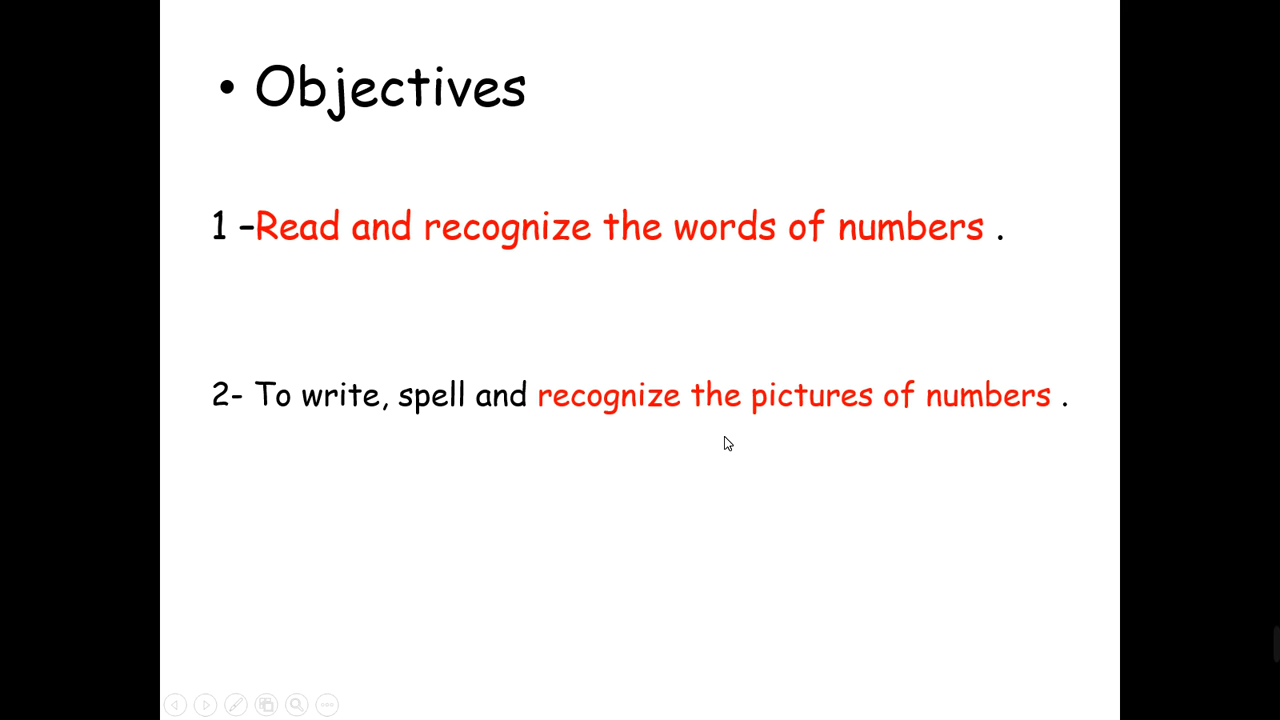 • Objectives
1 –Read and recognize the words of numbers .
2- To write, spell and recognize the pictures of numbers .